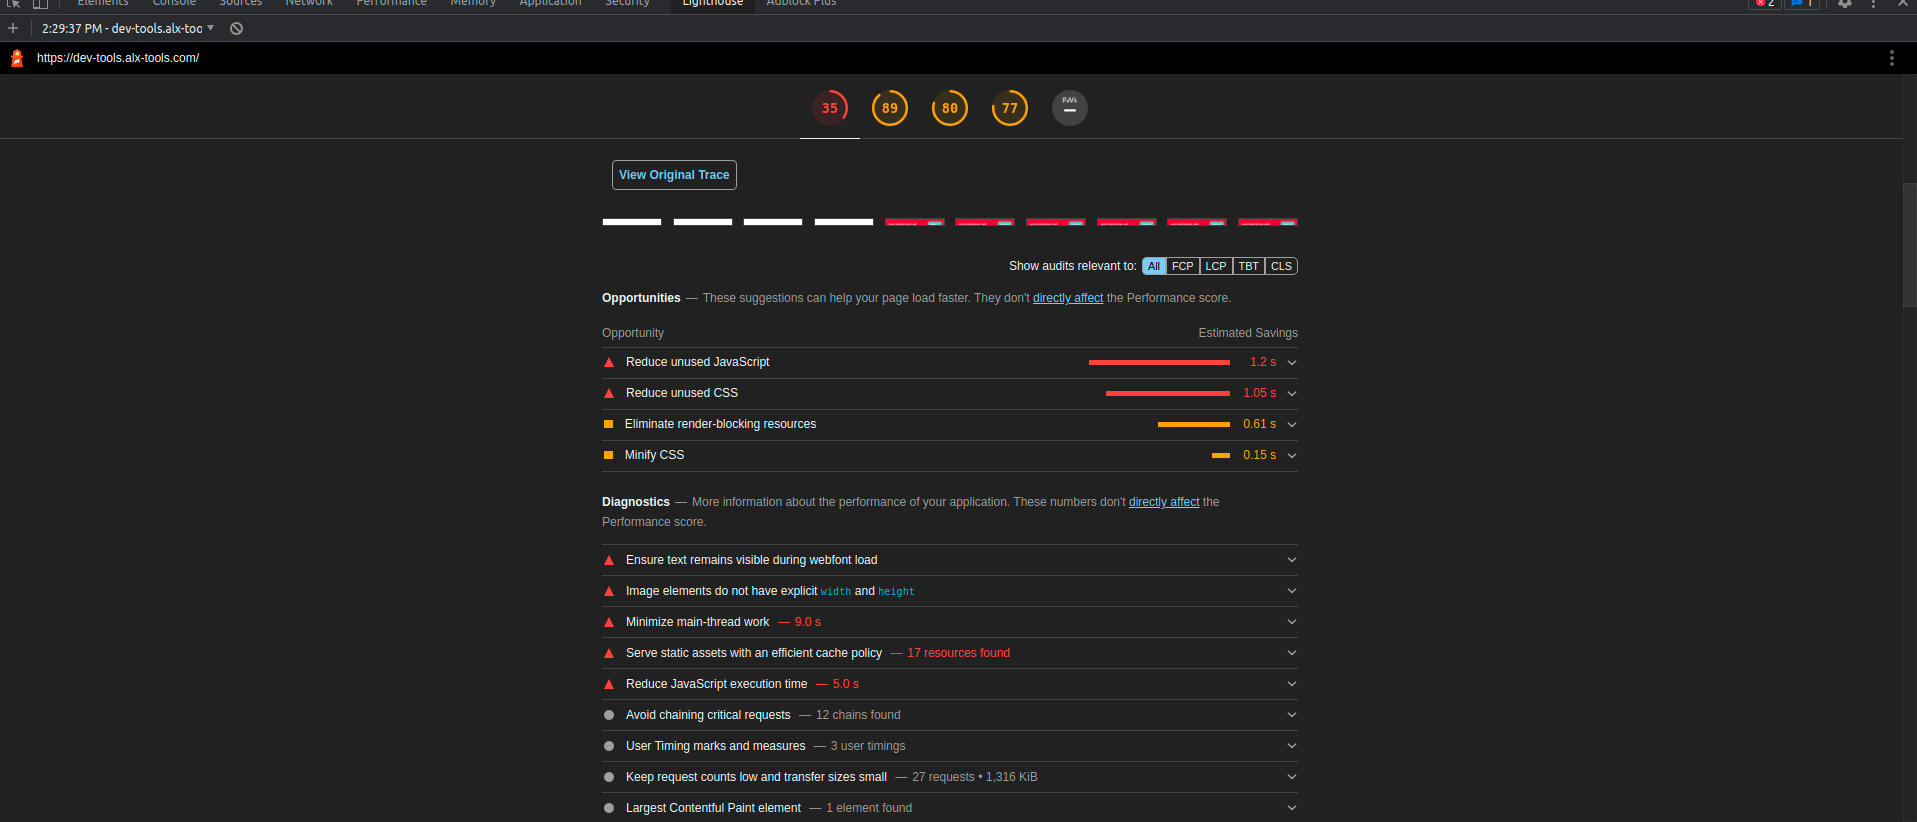 Elements Console Sources Network Performance Memory Application Security Lighthouse Adblock Plus 2 1
2:29:37 PM - dev-tools.alx-too
https://dev-tools.alx-tools.com/
35 89 80 77 PWA
View Original Trace
Show audits relevant to: All FCP LCP TBT CLS
Opportunities — These suggestions can help your page load faster. They don't directly affect the Performance score.
Opportunity Estimated Savings
Reduce unused JavaScript 1.2 s
Reduce unused CSS 1.05 s
Eliminate render-blocking resources 0.61 s
Minify CSS 0.15 s
Diagnostics — More information about the performance of your application. These numbers don't directly affect the
Performance score.
Ensure text remains visible during webfont load
Image elements do not have explicit width and height
Minimize main-thread work — 9.0 s
Serve static assets with an efficient cache policy — 17 resources found
Reduce JavaScript execution time — 5.0 s
Avoid chaining critical requests — 12 chains found
User Timing marks and measures — 3 user timings
Keep request counts low and transfer sizes small — 27 requests • 1,316 KiB
Largest Contentful Paint element — 1 element found